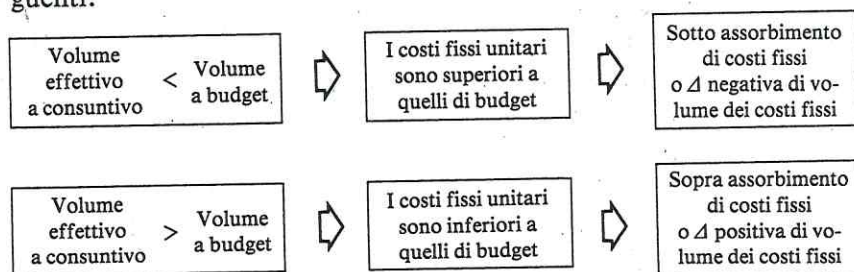 guenti:
Volume
effettivo
a consuntivo
<
Volume
a budget
I costi fissi unitari
sono superiori a
quelli di budget
Sotto assorbimento
di costi fissi
o Δ negativa di vo-
lume dei costi fissi
Volume
effettivo
a consuntivo
>
Volume
a budget
I costi fissi unitari
sono inferiori a
quelli di budget
Sopra assorbimento
di costi fissi
o Δ positiva di vo-
lume dei costi fissi